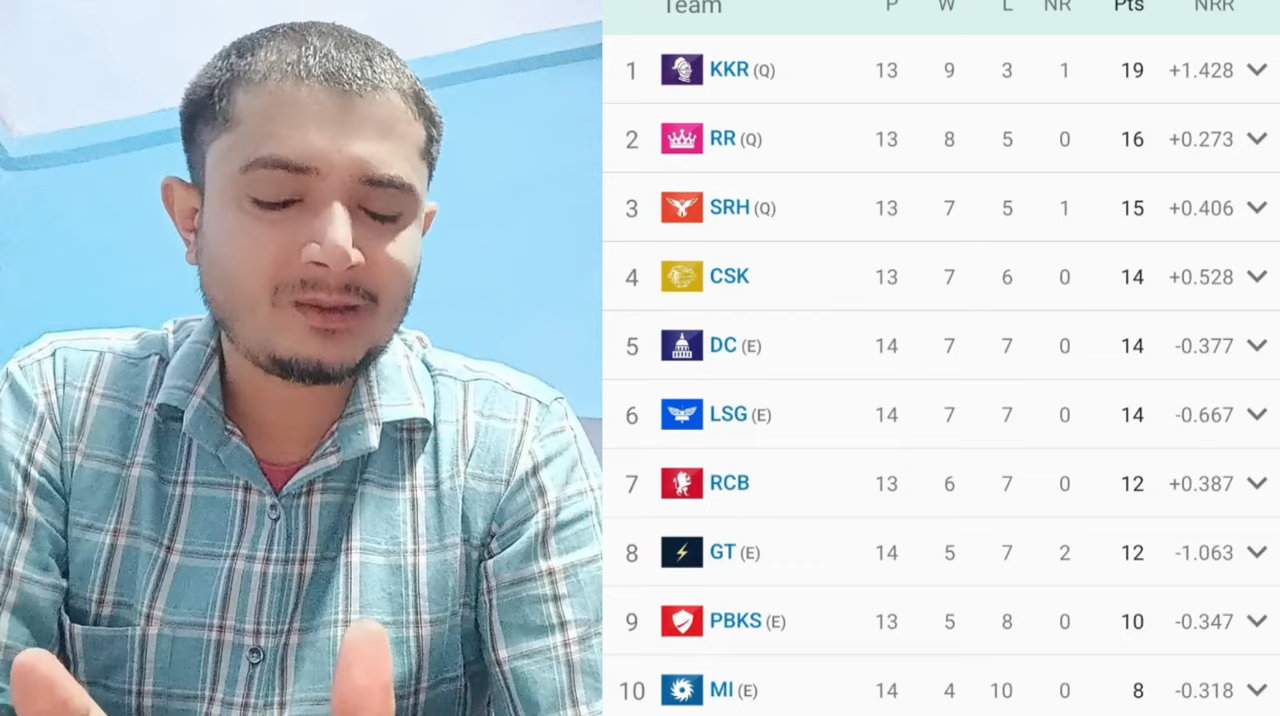 Team P W L NR Pts NRR
1 KKR (Q) 13 9 3 1 19 +1.428
2 RR (Q) 13 8 5 0 16 +0.273
3 SRH (Q) 13 7 5 1 15 +0.406
4 CSK 13 7 6 0 14 +0.528
5 DC (E) 14 7 7 0 14 -0.377
6 LSG (E) 14 7 7 0 14 -0.667
7 RCB 13 6 7 0 12 +0.387
8 GT (E) 14 5 7 2 12 -1.063
9 PBKS (E) 13 5 8 0 10 -0.347
10 MI (E) 14 4 10 0 8 -0.318